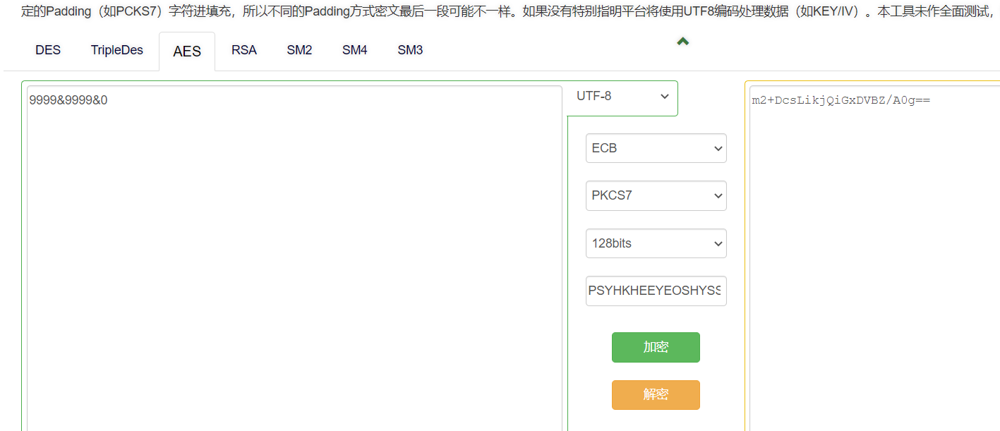 定的Padding（如PCKS7）字符进填充，所以不同的Padding方式密文最后一段可能不一样。如果没有特别指明平台将使用UTF8编码处理数据（如KEY/IV）。本工具未作全面测试，
DES TripleDes AES RSA SM2 SM4 SM3
9999&9999&0
UTF-8
m2+DcsLikjQiGxDVBZ/A0g==
ECB
PKCS7
128bits
PSYHKHEEYEOSHYSS
加密
解密